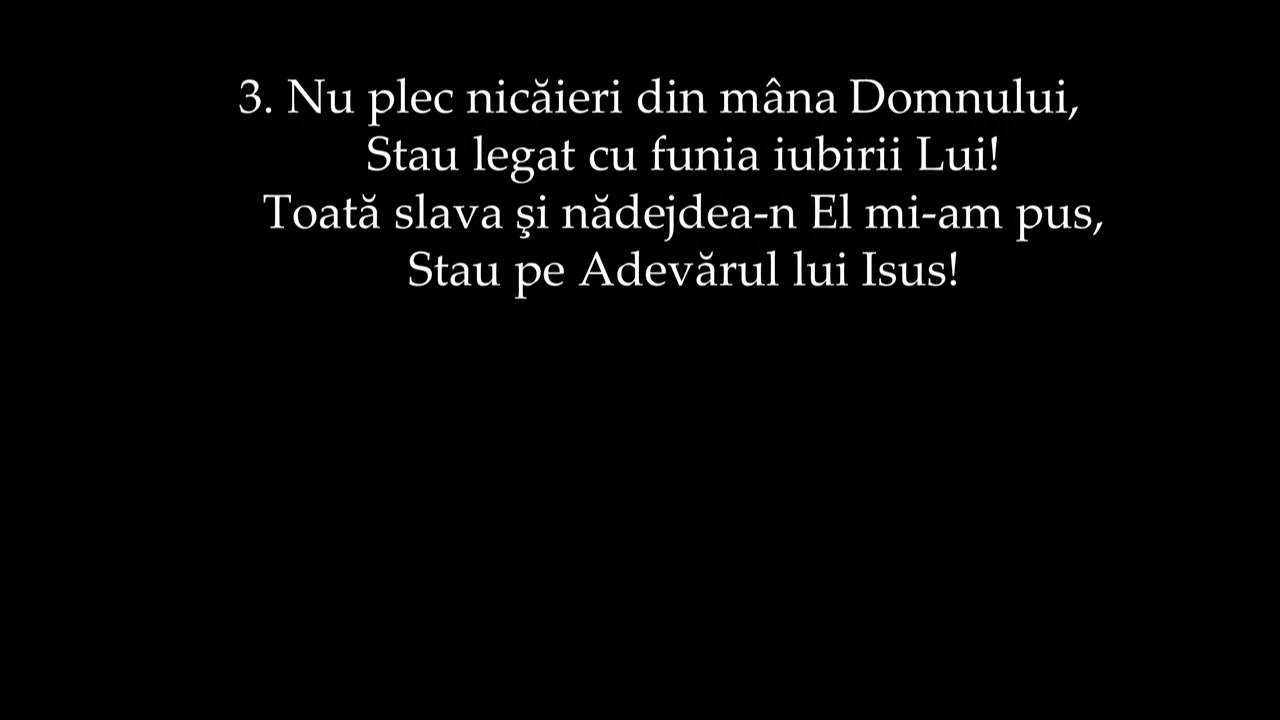 3. Nu plec nicăieri din mâna Domnului,
Stau legat cu funia iubirii Lui!
Toată slava şi nădejdea-n El mi-am pus,
Stau pe Adevărul lui Isus!